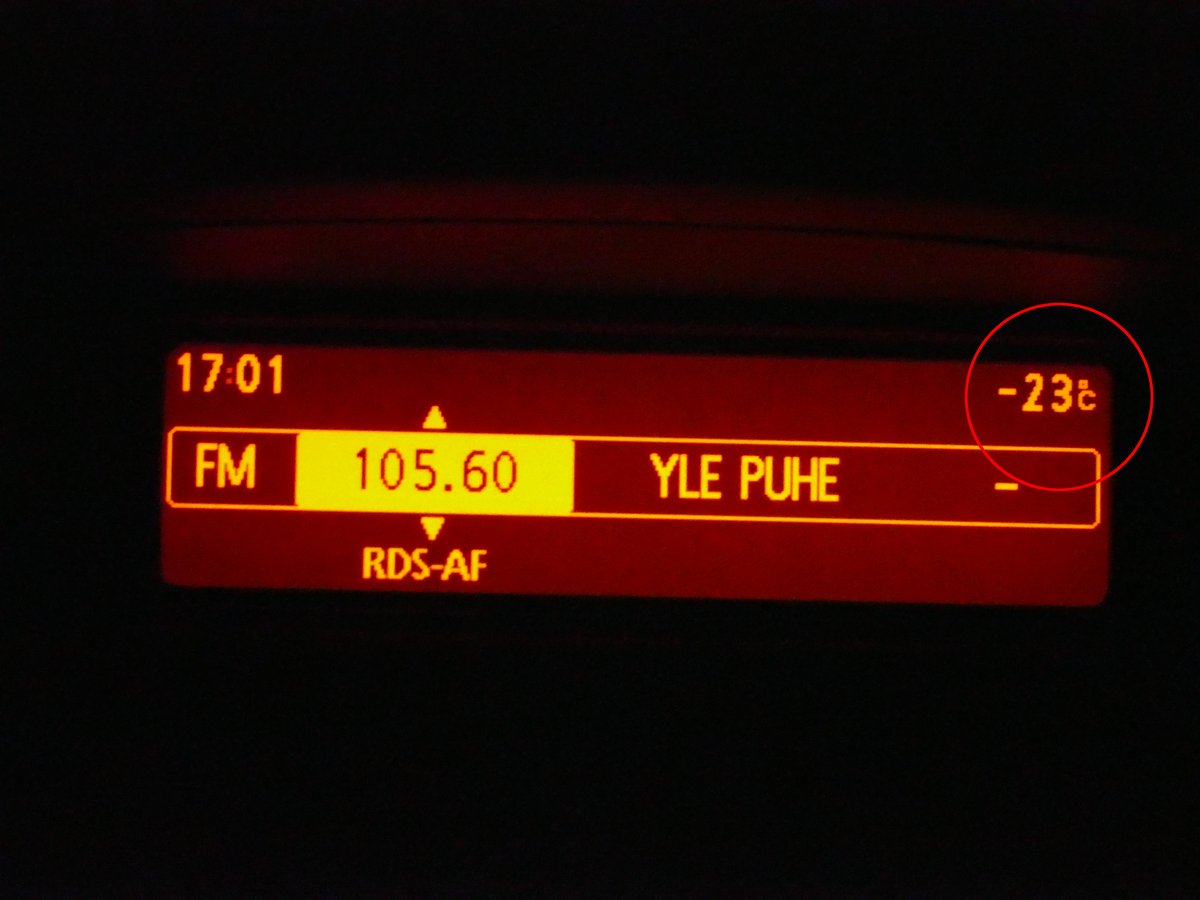 17:01 -23°C
FM 105.60 YLE PUHE -
RDS-AF